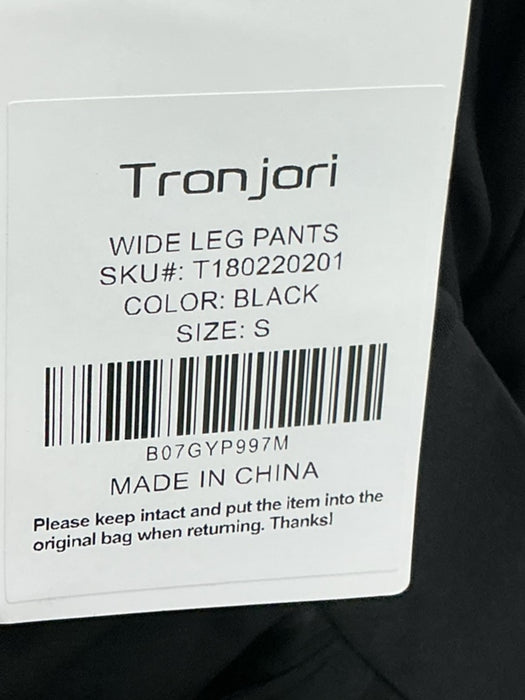 Tronjori
WIDE LEG PANTS
SKU#: T180220201
COLOR: BLACK
SIZE: S
B07GYP997M
MADE IN CHINA
Please keep intact and put the item into the
original bag when returning. Thanks!